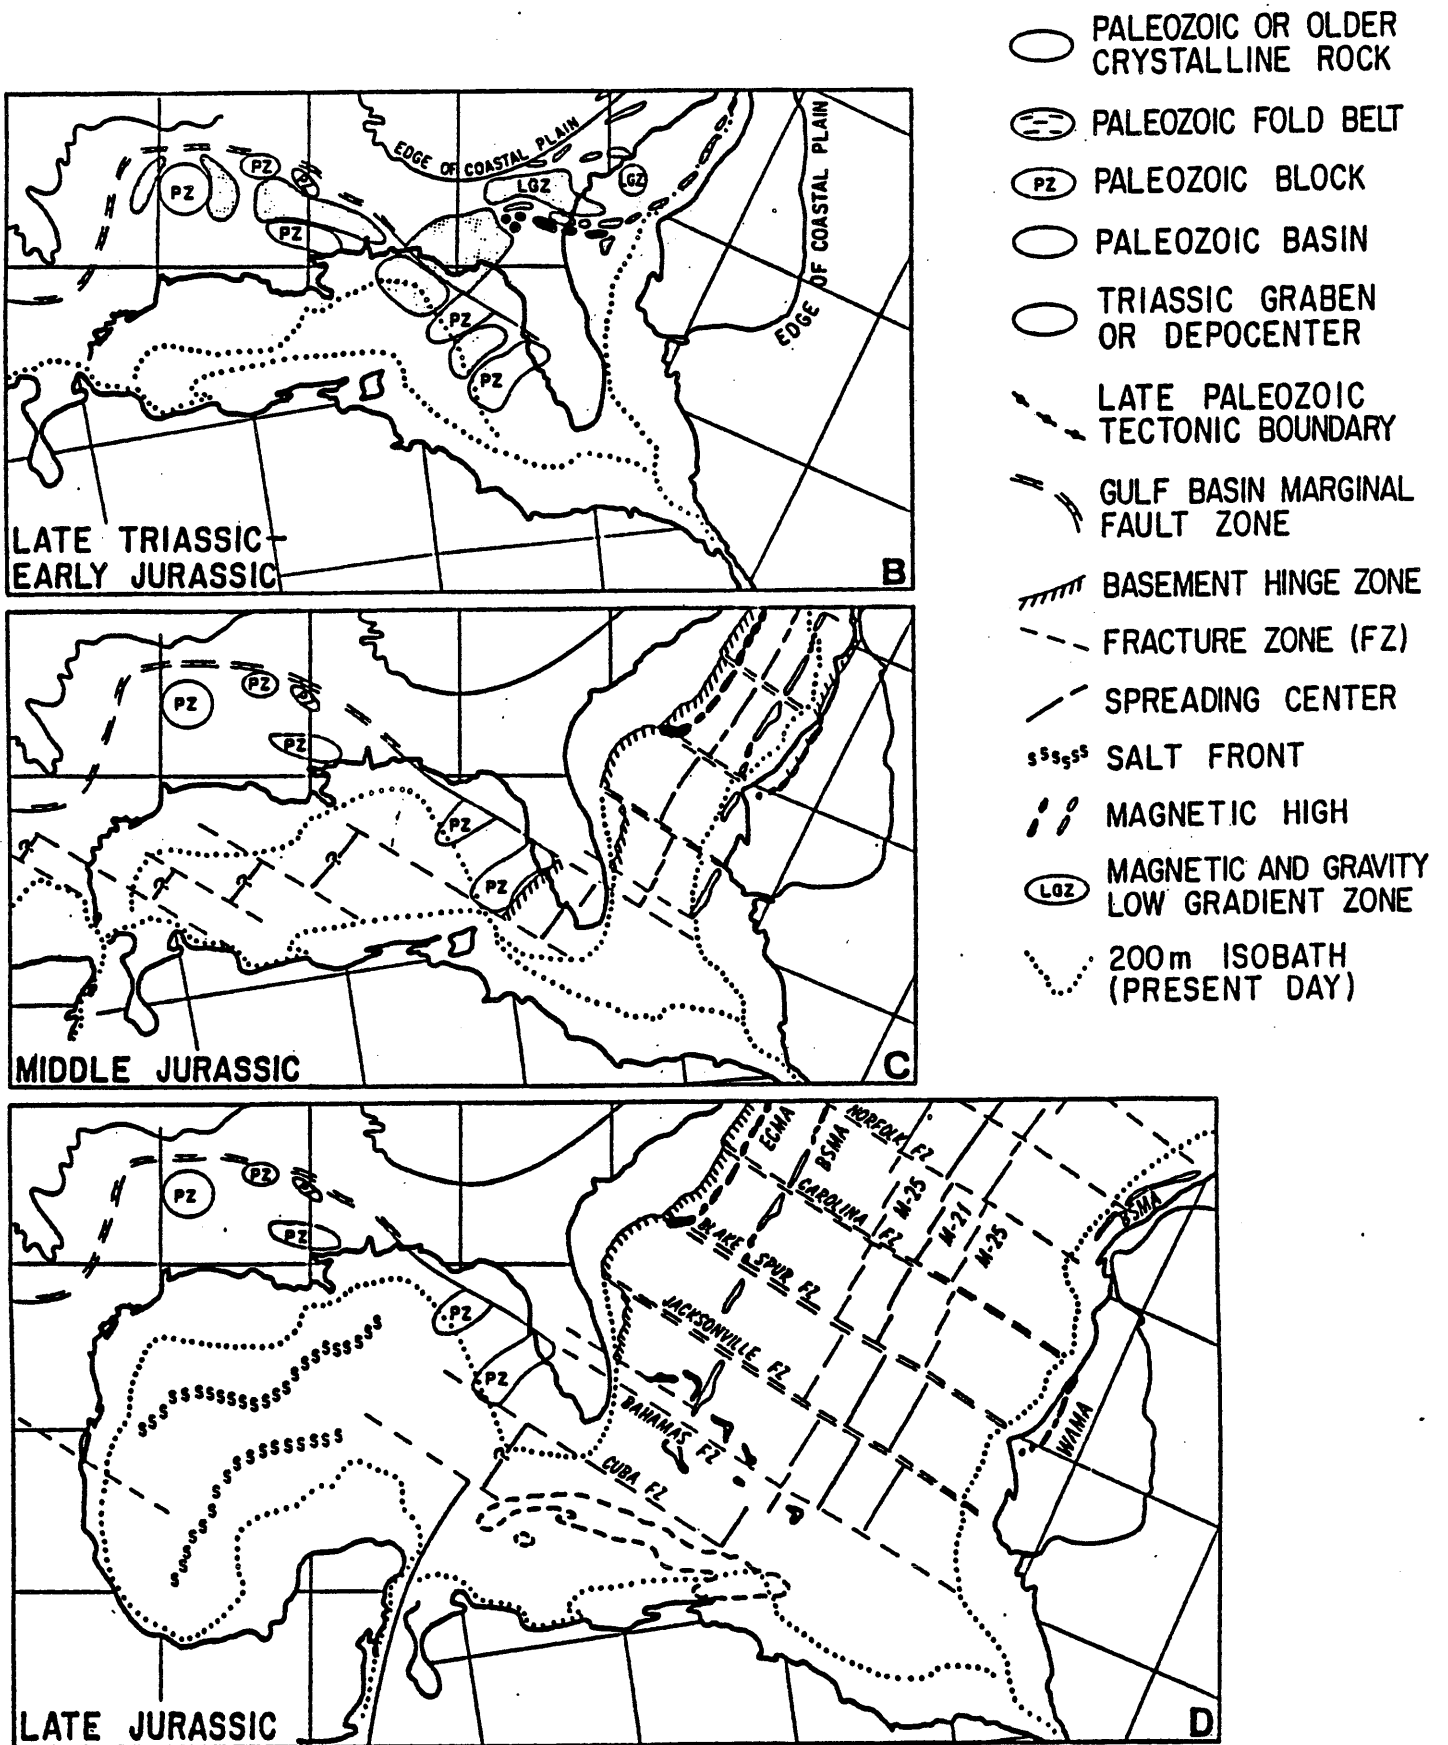 PALEOZOIC OR OLDER
CRYSTALLINE ROCK
PALEOZOIC FOLD BELT
PZ PALEOZOIC BLOCK
PALEOZOIC BASIN
TRIASSIC GRABEN
OR DEPOCENTER
LATE PALEOZOIC
TECTONIC BOUNDARY
GULF BASIN MARGINAL
FAULT ZONE
BASEMENT HINGE ZONE
FRACTURE ZONE (FZ)
SPREADING CENTER
ssssss SALT FRONT
MAGNETIC HIGH
LGZ MAGNETIC AND GRAVITY
LOW GRADIENT ZONE
200m ISOBATH
(PRESENT DAY)
EDGE OF COASTAL PLAIN
EDGE OF COASTAL PLAIN
PZ
PZ
PZ
PZ
LGZ
LGZ
PZ
PZ
LATE TRIASSIC-
EARLY JURASSIC
B
PZ
PZ
PZ
PZ
PZ
PZ
?
?
?
?
MIDDLE JURASSIC
C
PZ
PZ
PZ
PZ
PZ
PZ
ECMA
BSMA
NORFOLK FZ
CAROLINA FZ
M-25
M-21
M-25
BSMA
BLAKE SPUR FZ
JACKSONVILLE FZ
BAHAMAS FZ
CUBA FZ
WAMA
?
LATE JURASSIC
D